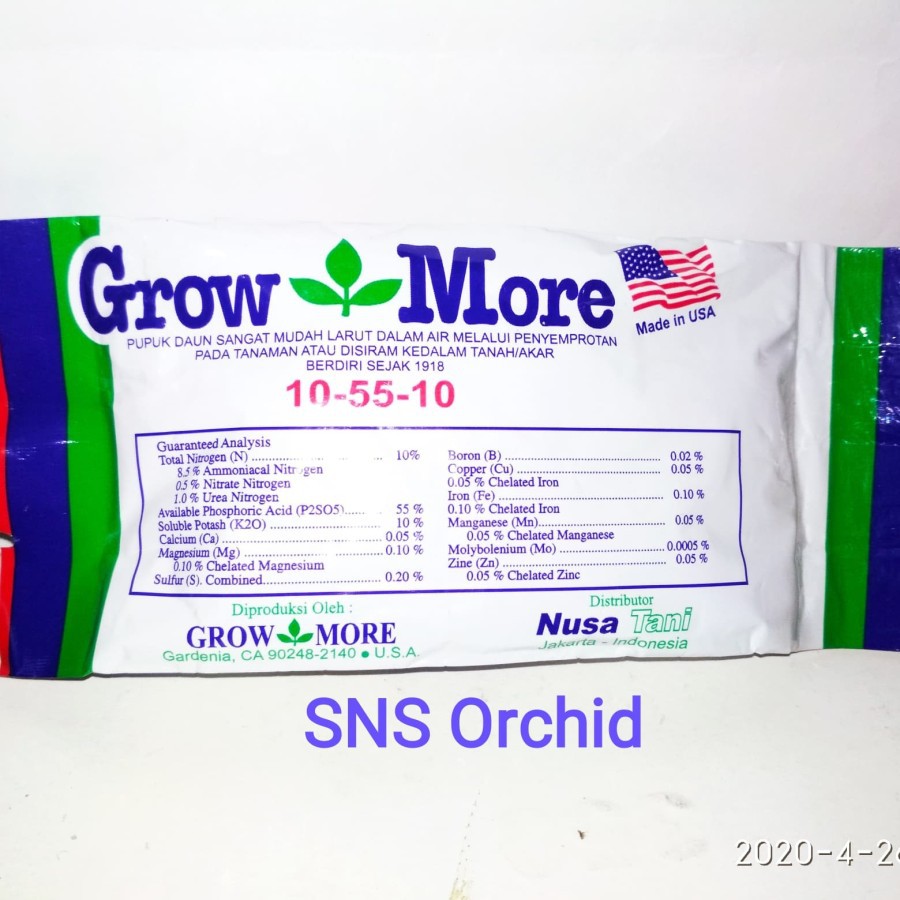 Grow More
Made in USA
PUPUK DAUN SANGAT MUDAH LARUT DALAM AIR MELALUI PENYEMPROTAN
PADA TANAMAN ATAU DISIRAM KEDALAM TANAH/AKAR
BERDIRI SEJAK 1918
10-55-10
Guaranteed Analysis
Total Nitrogen (N) ........................ 10%
8.5 % Ammoniacal Nitrogen
0.5 % Nitrate Nitrogen
1.0 % Urea Nitrogen
Available Phosphoric Acid (P2SO5)...... 55 %
Soluble Potash (K2O) ........................ 10 %
Calcium (Ca) ........................ 0.05 %
Magnesium (Mg) ........................ 0.10 %
0.10 % Chelated Magnesium
Sulfur (S). Combined........................ 0.20 %
Boron (B) ........................ 0.02 %
Copper (Cu) ........................ 0.05 %
0.05 % Chelated Iron
Iron (Fe) ........................ 0.10 %
0.10 % Chelated Iron
Manganese (Mn)........................ 0.05 %
0.05 % Chelated Manganese
Molybolenium (Mo) ........................ 0.0005 %
Zine (Zn) ........................ 0.05 %
0.05 % Chelated Zinc
Diproduksi Oleh :
GROW MORE
Gardenia, CA 90248-2140 ● U.S.A.
Distributor
Nusa Tani
Jakarta - Indonesia
SNS Orchid
2020-4-26